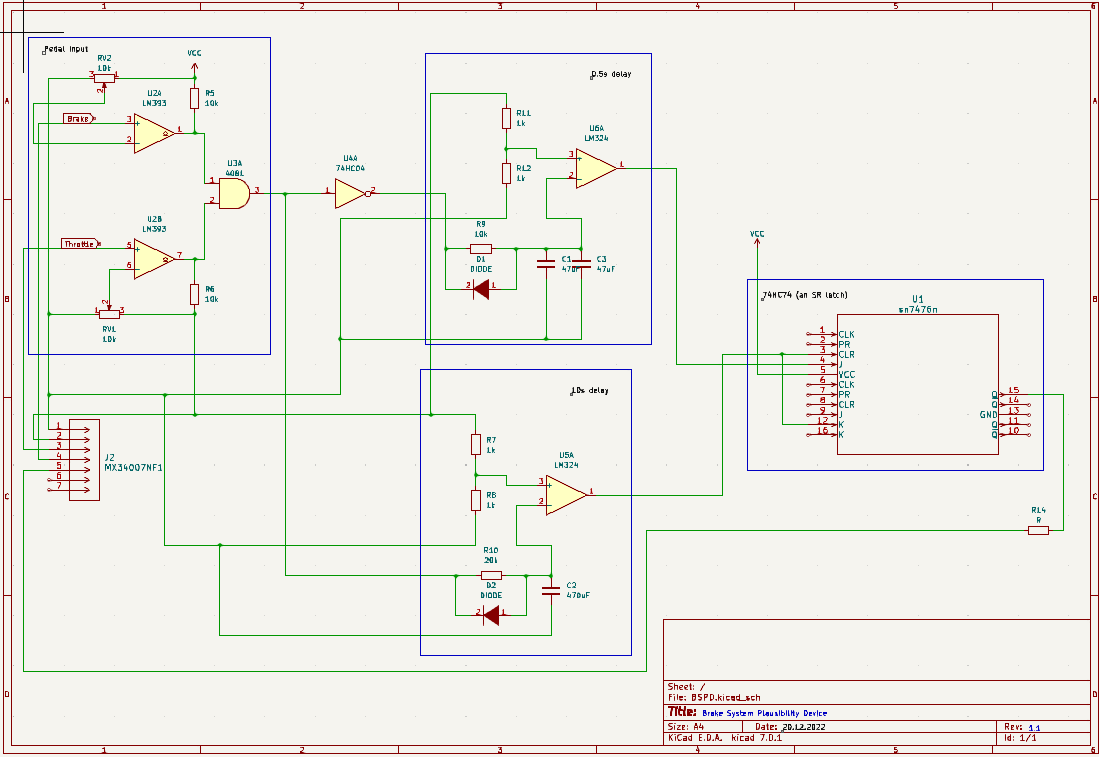 1 2 3 4 5 6
A A
B B
C C
D D
1 2 3 4 5 6
Pedal input
RV2
10k
3 1
2
VCC
R5
10k
U2A
LM393
Brake
3
2
1
U3A
4081
1
2
3
U2B
LM393
Throttle
5
6
7
R6
10k
2
1 3
RV1
10k
U4A
74HC04
1 2
0.5s delay
R11
1k
R12
1k
U6A
LM324
3
2
1
R9
10k
D1
DIODE
2 1
C1
470uF
C3
47uF
10s delay
R7
1k
R8
1k
U5A
LM324
3
2
1
R10
20k
D2
DIODE
2 1
C2
470uF
VCC
74HC74 (an SR latch)
U1
sn7476n
1 CLK
2 PR
3 CLR
4 J
5 VCC
6 CLK
7 PR
8 CLR
9 J
12 K
16 K
Q 15
Q 14
GND 13
Q 11
Q 10
R14
R
1
2
3
4
5
6
7
J2
MX34007NF1
Sheet: /
File: BSPD.kicad_sch
Title: Brake System Plausibility Device
Size: A4 Date: 20.12.2022 Rev: 1.1
KiCad E.D.A. kicad 7.0.1 Id: 1/1